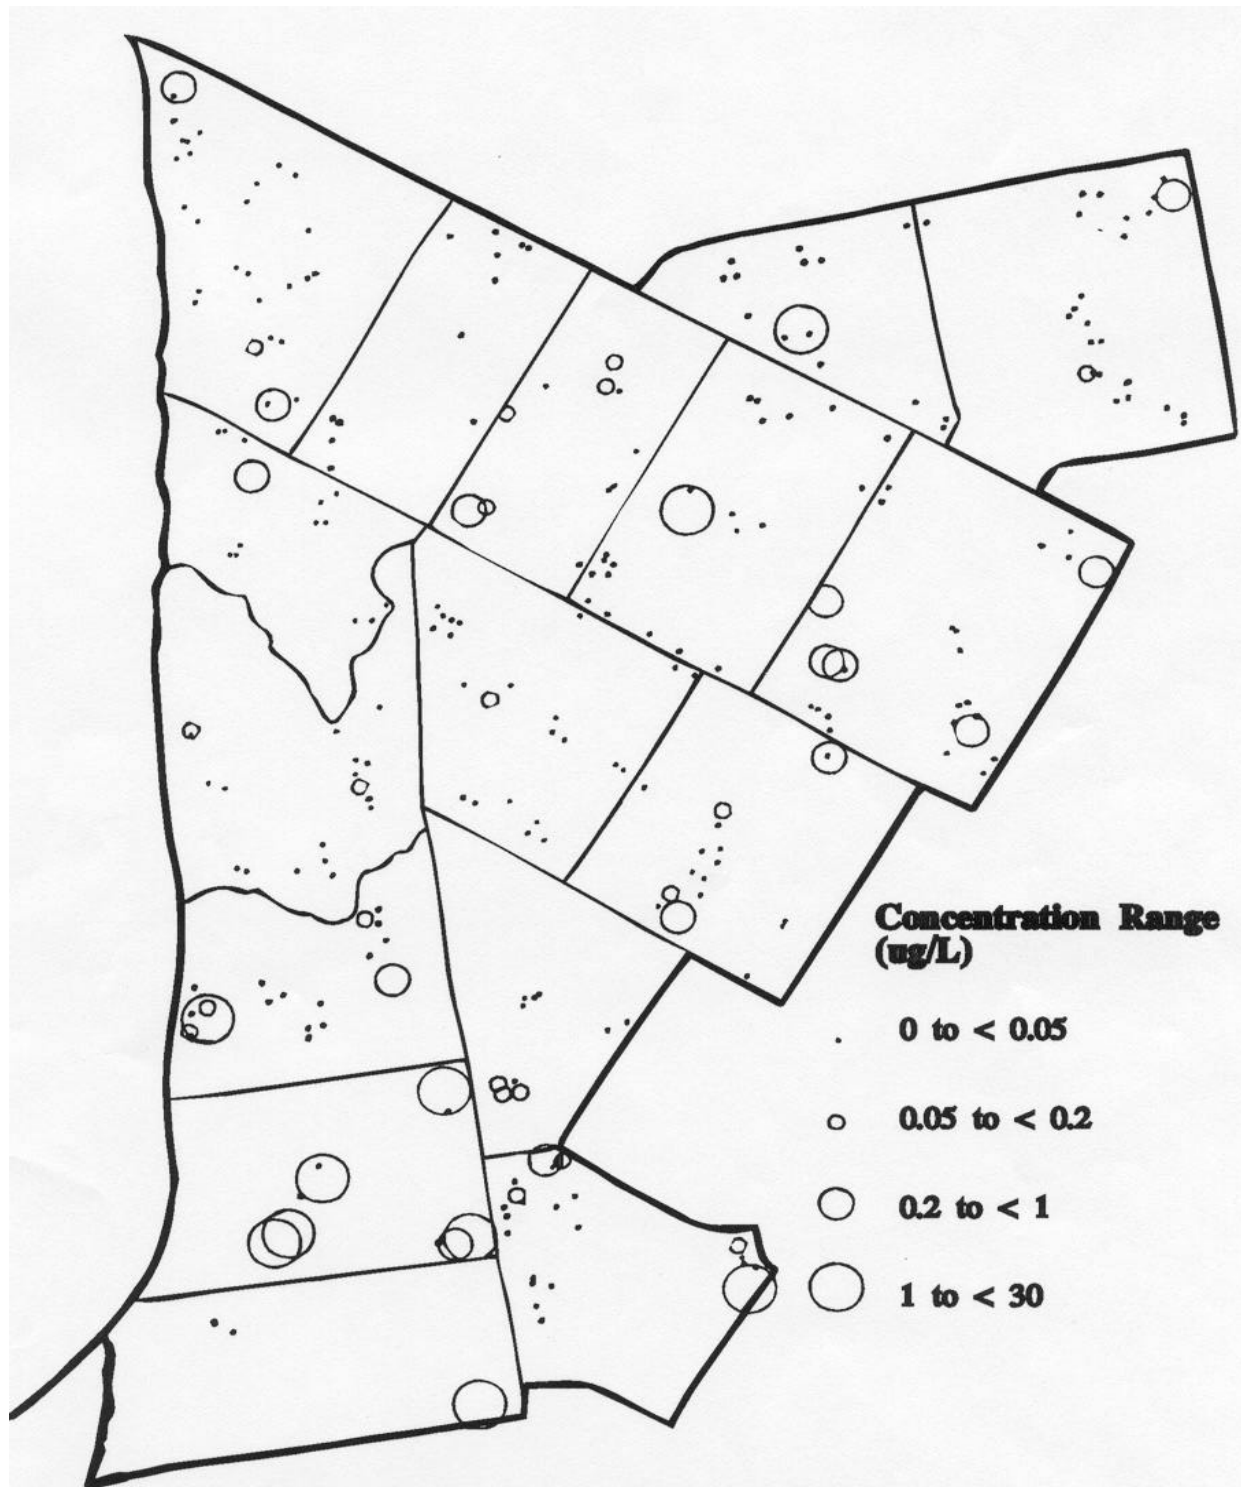 Concentration Range
(ug/L)
0 to < 0.05
0.05 to < 0.2
0.2 to < 1
1 to < 30